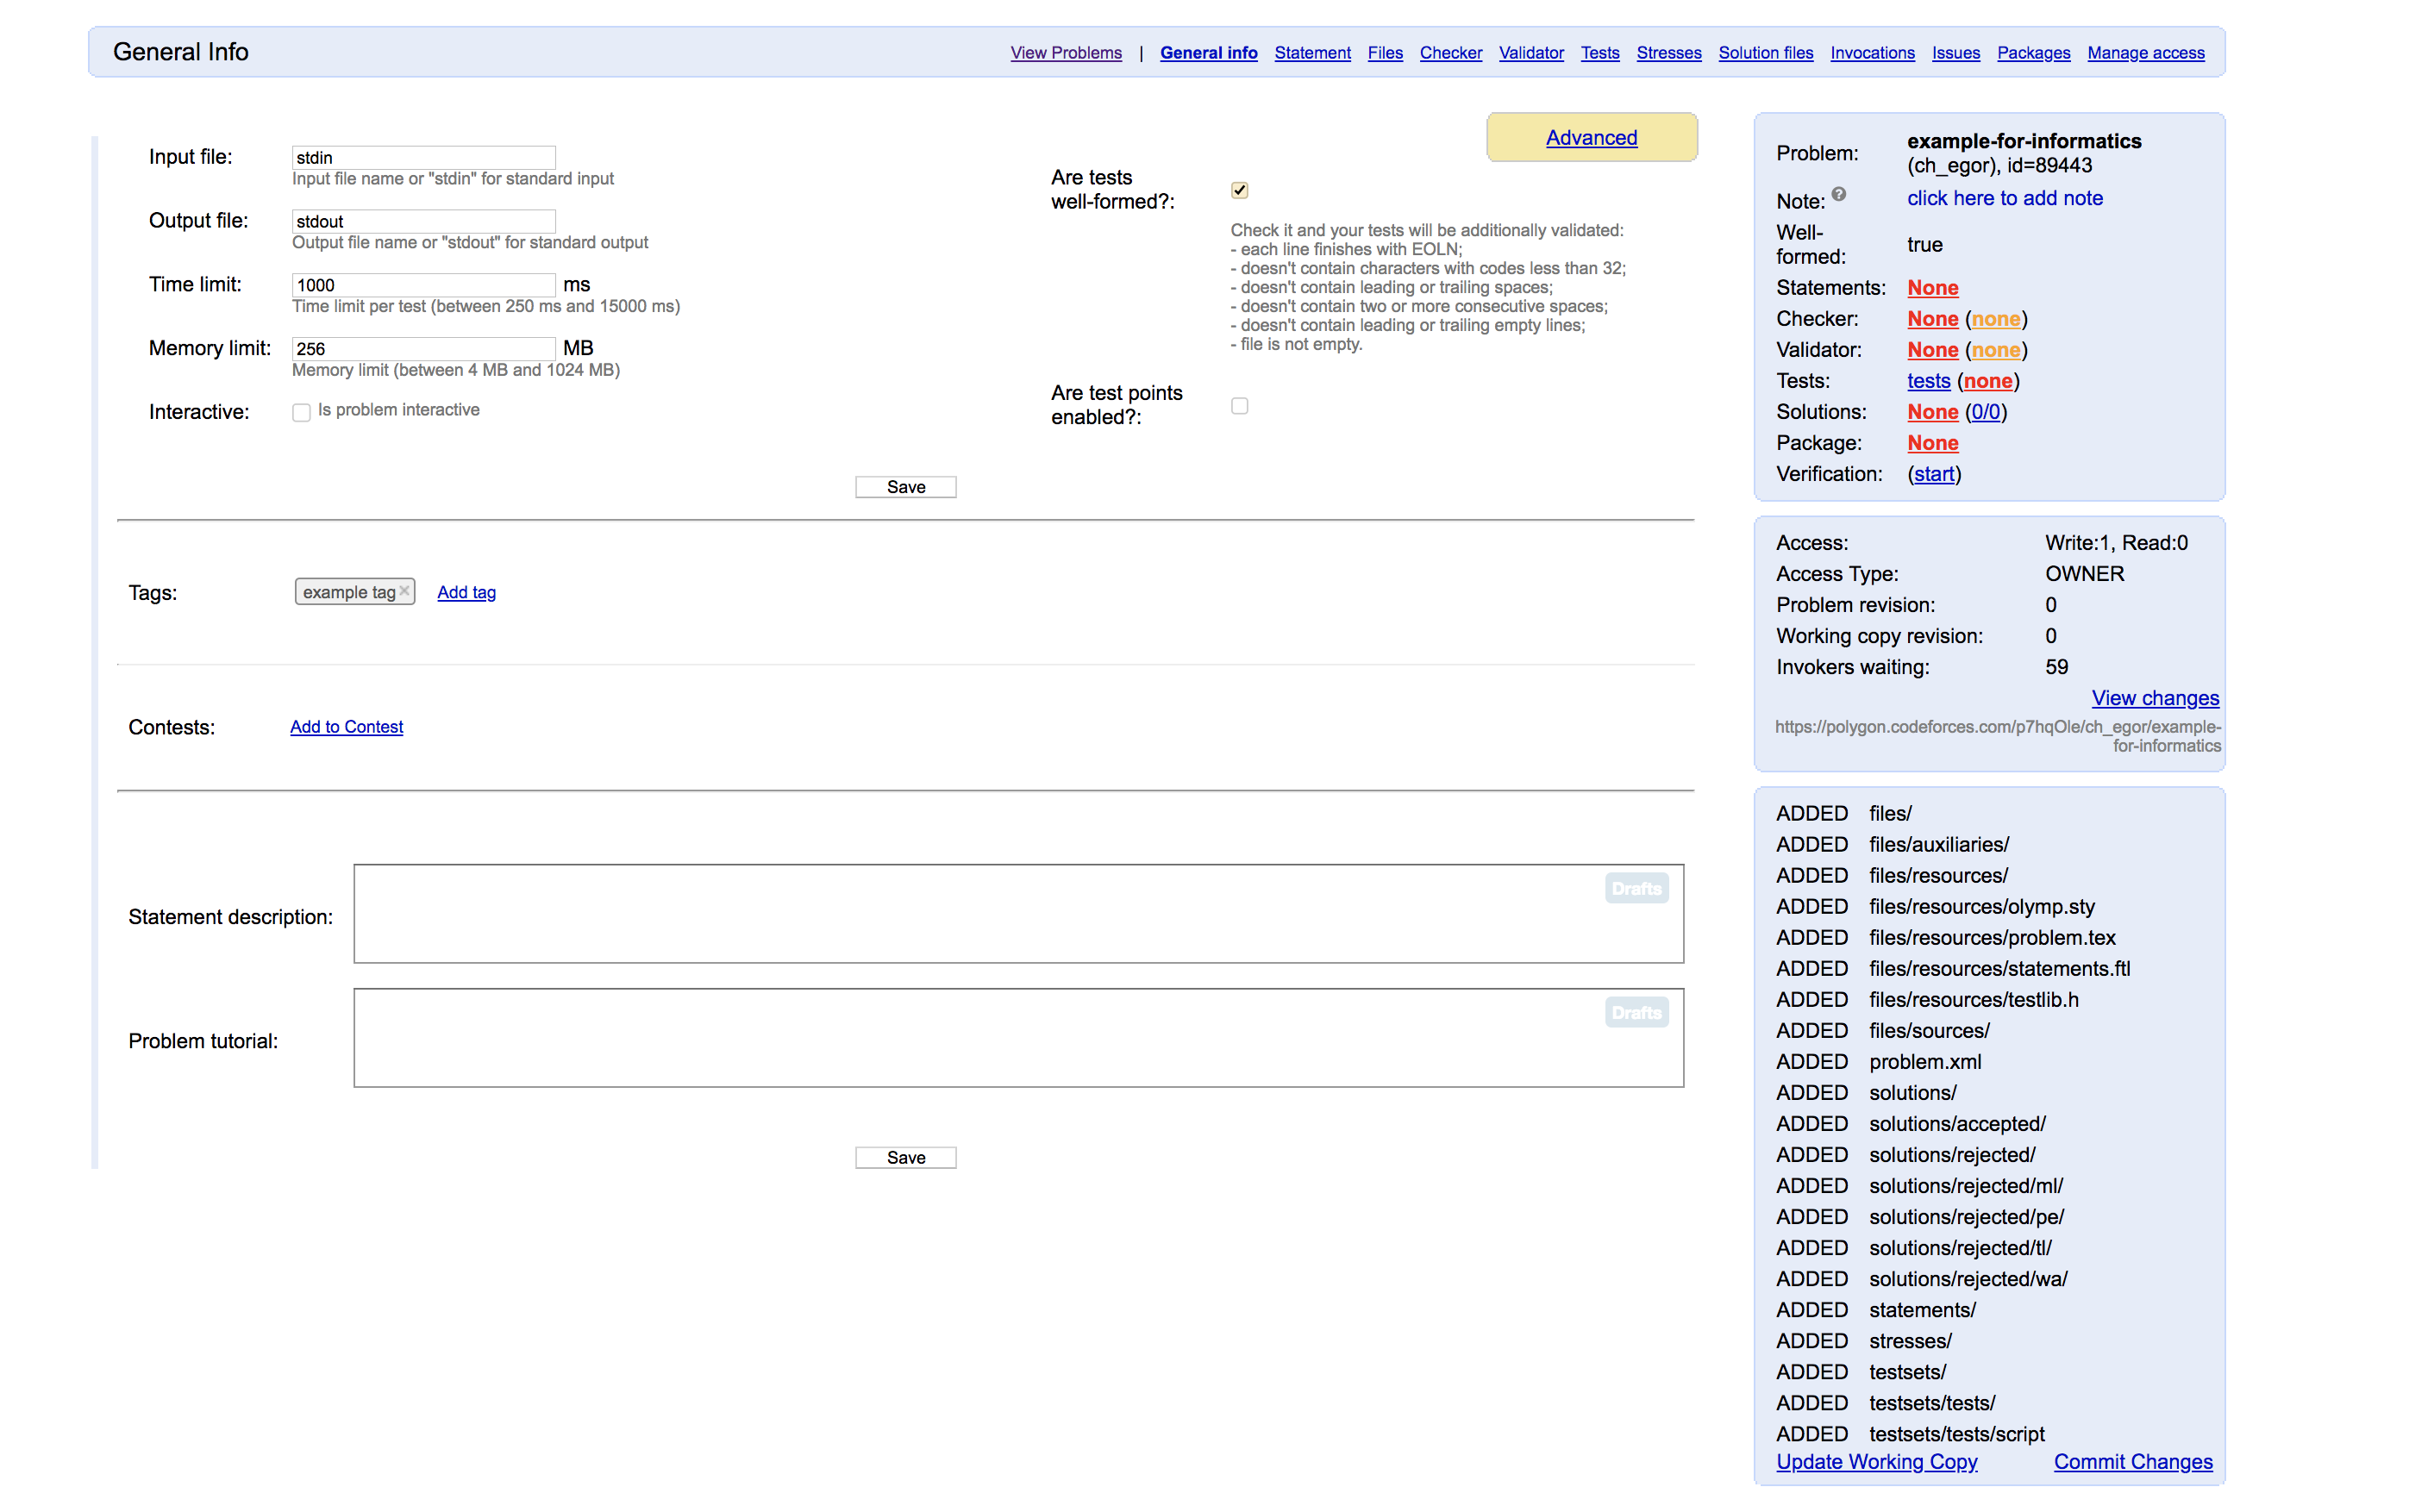 General Info
View Problems | General info Statement Files Checker Validator Tests Stresses Solution files Invocations Issues Packages Manage access
Input file: stdin
Input file name or "stdin" for standard input
Output file: stdout
Output file name or "stdout" for standard output
Time limit: 1000 ms
Time limit per test (between 250 ms and 15000 ms)
Memory limit: 256 MB
Memory limit (between 4 MB and 1024 MB)
Interactive: Is problem interactive
Advanced
Are tests
well-formed?:
Check it and your tests will be additionally validated:
- each line finishes with EOLN;
- doesn't contain characters with codes less than 32;
- doesn't contain leading or trailing spaces;
- doesn't contain two or more consecutive spaces;
- doesn't contain leading or trailing empty lines;
- file is not empty.
Are test points
enabled?:
Save
Tags: example tag × Add tag
Contests: Add to Contest
Statement description: Drafts
Problem tutorial: Drafts
Save
Problem: example-for-informatics
(ch_egor), id=89443
Note: ? click here to add note
Well-
formed: true
Statements: None
Checker: None (none)
Validator: None (none)
Tests: tests (none)
Solutions: None (0/0)
Package: None
Verification: (start)
Access: Write:1, Read:0
Access Type: OWNER
Problem revision: 0
Working copy revision: 0
Invokers waiting: 59
View changes
https://polygon.codeforces.com/p7hqOle/ch_egor/example-
for-informatics
ADDED files/
ADDED files/auxiliaries/
ADDED files/resources/
ADDED files/resources/olymp.sty
ADDED files/resources/problem.tex
ADDED files/resources/statements.ftl
ADDED files/resources/testlib.h
ADDED files/sources/
ADDED problem.xml
ADDED solutions/
ADDED solutions/accepted/
ADDED solutions/rejected/
ADDED solutions/rejected/ml/
ADDED solutions/rejected/pe/
ADDED solutions/rejected/tl/
ADDED solutions/rejected/wa/
ADDED statements/
ADDED stresses/
ADDED testsets/
ADDED testsets/tests/
ADDED testsets/tests/script
Update Working Copy Commit Changes